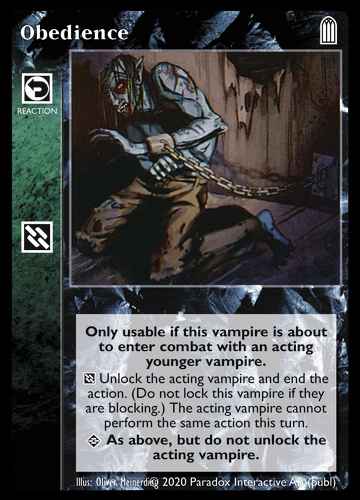 Obedience
REACTION
Only usable if this vampire is about
to enter combat with an acting
younger vampire.
Unlock the acting vampire and end the
action. (Do not lock this vampire if they
are blocking.) The acting vampire cannot
perform the same action this turn.
As above, but do not unlock the
acting vampire.
Illus: Oliver Meinerding © 2020 Paradox Interactive